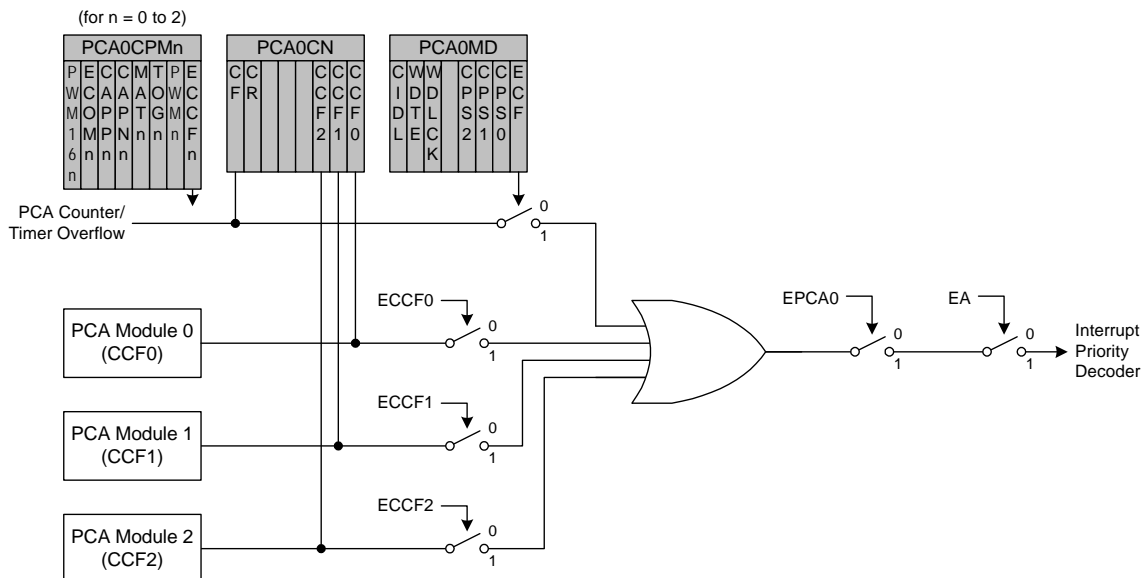 (for n = 0 to 2)
PCA0CPMn
PWM16n
ECOMn
CAPPn
CAPNn
MATn
TOGn
PWMn
ECCFn
PCA0CN
CF
CR
CCF2
CCF1
CCF0
PCA0MD
CIDL
WDTE
WDLCK
CPS2
CPS1
CPS0
ECF
PCA Counter/
Timer Overflow
0
1
PCA Module 0
(CCF0)
ECCF0
0
1
PCA Module 1
(CCF1)
ECCF1
0
1
PCA Module 2
(CCF2)
ECCF2
0
1
EPCA0
0
1
EA
0
1
Interrupt
Priority
Decoder